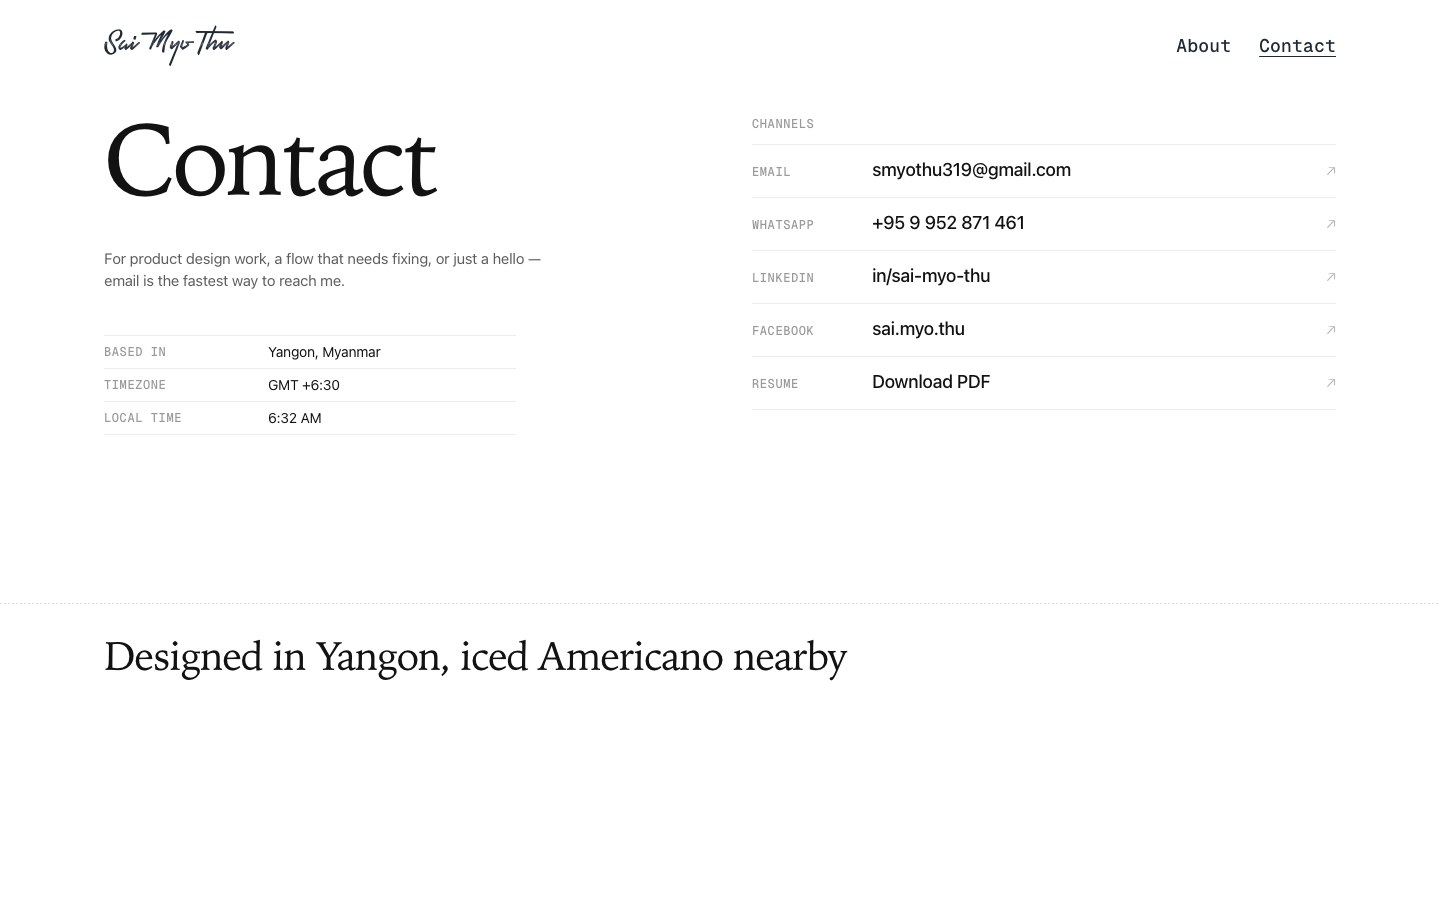 Sai Myo Thu
About
Contact
Contact
For product design work, a flow that needs fixing, or just a hello —
email is the fastest way to reach me.
BASED IN Yangon, Myanmar
TIMEZONE GMT +6:30
LOCAL TIME 6:32 AM
CHANNELS
EMAIL smyothu319@gmail.com
WHATSAPP +95 9 952 871 461
LINKEDIN in/sai-myo-thu
FACEBOOK sai.myo.thu
RESUME Download PDF
Designed in Yangon, iced Americano nearby